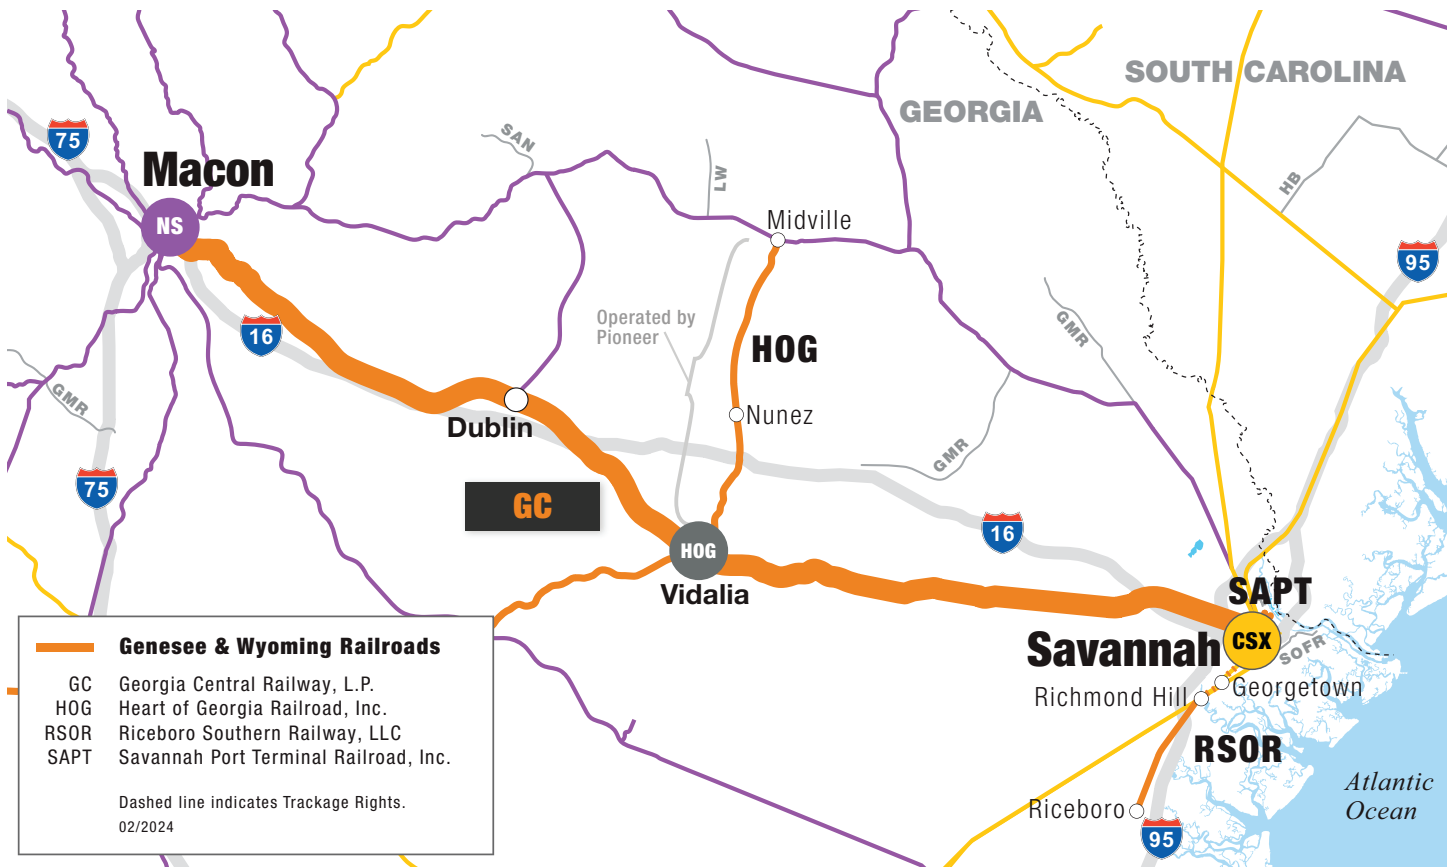 SOUTH CAROLINA
GEORGIA
75
SAN
Macon
LW
HB
NS
Midville
95
16
Operated by
Pioneer
HOG
GMR
GMR
Dublin
Nunez
GMR
75
GC
16
HOG
Vidalia
SAPT
Savannah
CSX
SOFR
Richmond Hill
Georgetown
RSOR
Riceboro
95
Atlantic
Ocean
Genesee & Wyoming Railroads
GC Georgia Central Railway, L.P.
HOG Heart of Georgia Railroad, Inc.
RSOR Riceboro Southern Railway, LLC
SAPT Savannah Port Terminal Railroad, Inc.
Dashed line indicates Trackage Rights.
02/2024